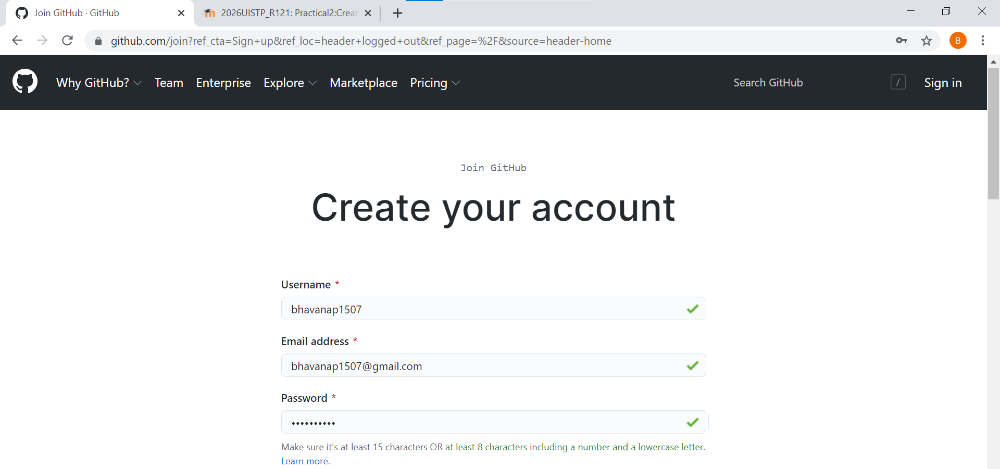 Join GitHub · GitHub
2026UISTP_R121: Practical2:Creat
github.com/join?ref_cta=Sign+up&ref_loc=header+logged+out&ref_page=%2F&source=header-home
B
Why GitHub? Team Enterprise Explore Marketplace Pricing Search GitHub / Sign in
Join GitHub
Create your account
Username *
bhavanap1507
Email address *
bhavanap1507@gmail.com
Password *
••••••••••
Make sure it's at least 15 characters OR at least 8 characters including a number and a lowercase letter.
Learn more.